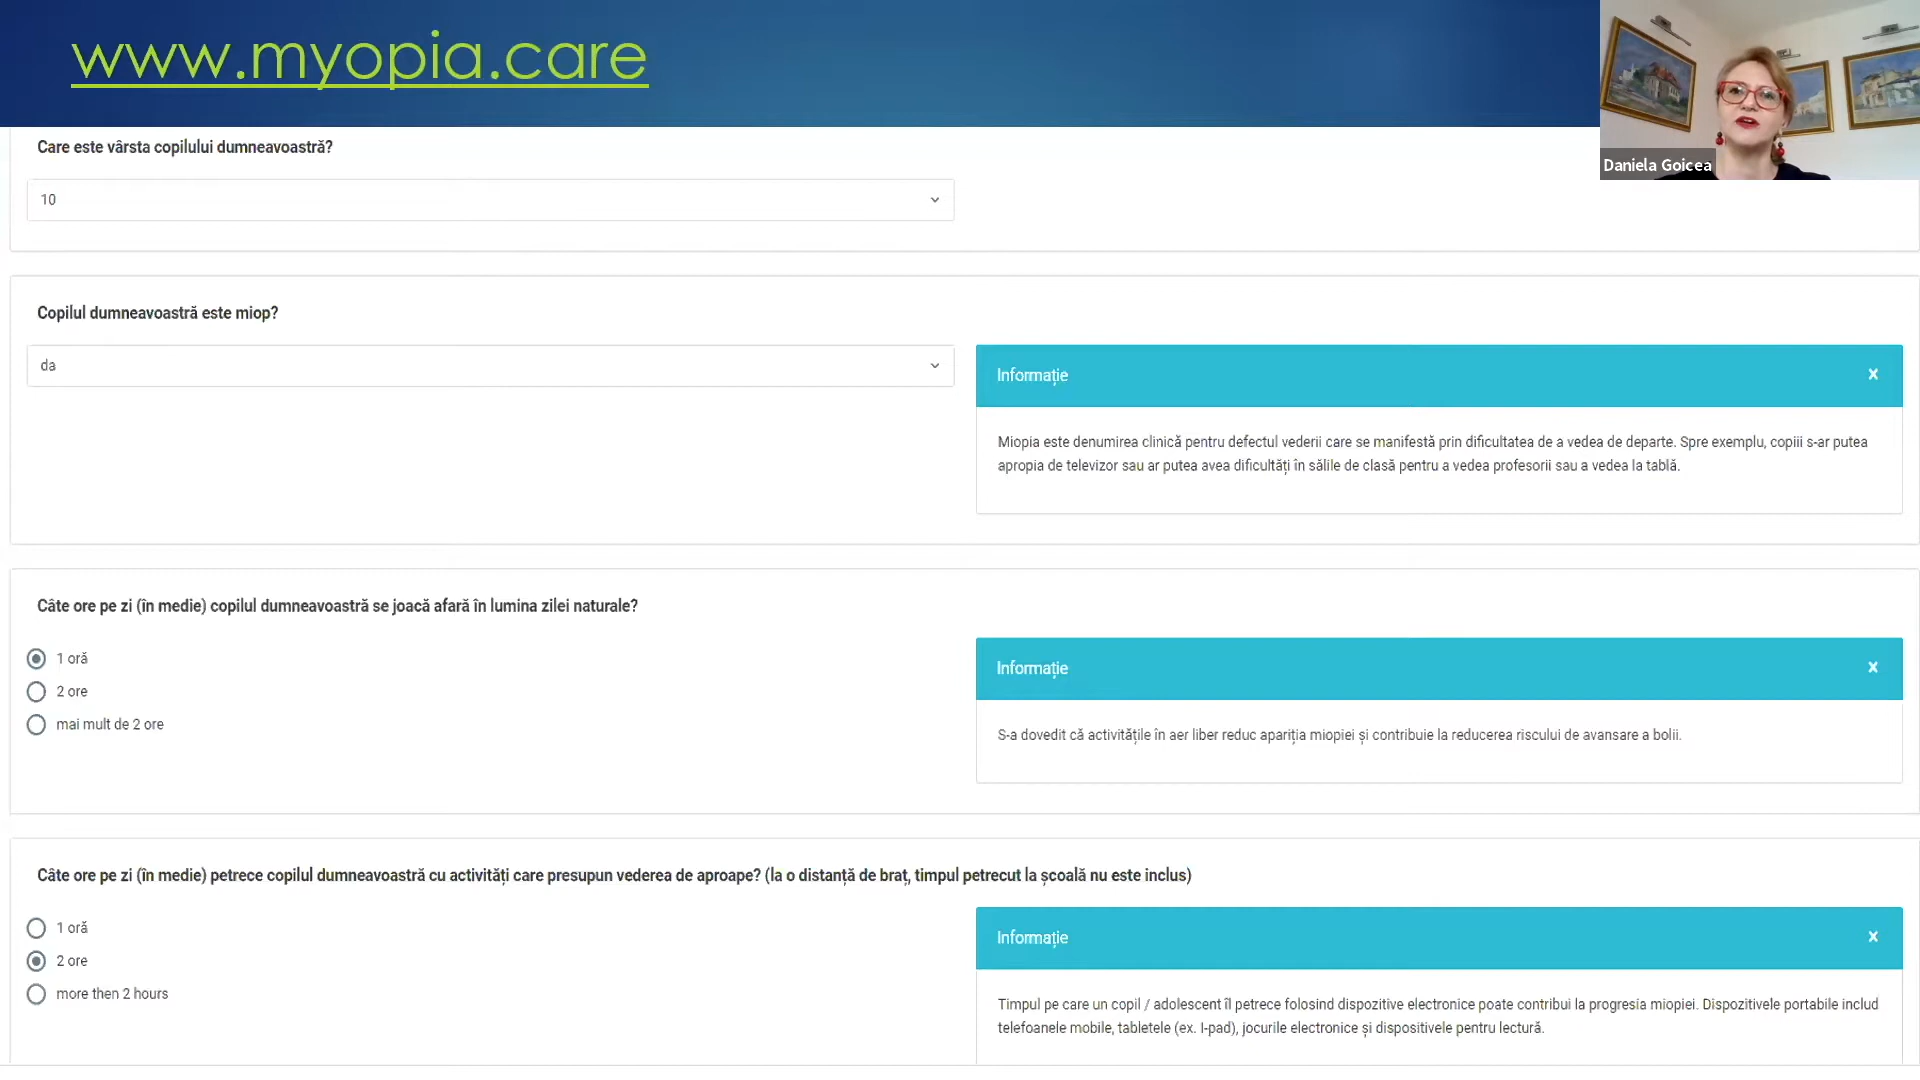 www.myopia.care
Daniela Goicea
Care este vârsta copilului dumneavoastră?
10
Copilul dumneavoastră este miop?
da
Informație
x
Miopia este denumirea clinică pentru defectul vederii care se manifestă prin dificultatea de a vedea de departe. Spre exemplu, copiii s-ar putea
apropia de televizor sau ar putea avea dificultăți în sălile de clasă pentru a vedea profesorii sau a vedea la tablă.
Câte ore pe zi (în medie) copilul dumneavoastră se joacă afară în lumina zilei naturale?
1 oră
2 ore
mai mult de 2 ore
Informație
x
S-a dovedit că activitățile în aer liber reduc apariția miopiei și contribuie la reducerea riscului de avansare a bolii.
Câte ore pe zi (în medie) petrece copilul dumneavoastră cu activități care presupun vederea de aproape? (la o distanță de braț, timpul petrecut la școală nu este inclus)
1 oră
2 ore
more then 2 hours
Informație
x
Timpul pe care un copil / adolescent îl petrece folosind dispozitive electronice poate contribui la progresia miopiei. Dispozitivele portabile includ
telefoanele mobile, tabletele (ex. I-pad), jocurile electronice și dispozitivele pentru lectură.